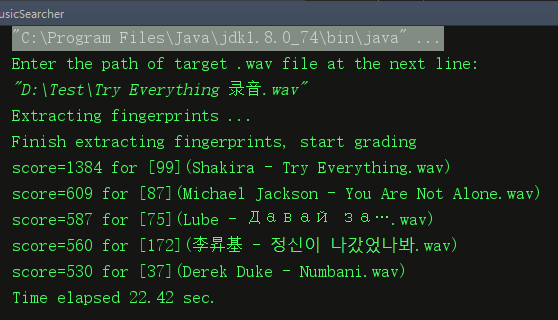 usicSearcher
"C:\Program Files\Java\jdk1.8.0_74\bin\java" ...
Enter the path of target .wav file at the next line:
"D:\Test\Try Everything 录音.wav"
Extracting fingerprints ...
Finish extracting fingerprints, start grading
score=1384 for [99](Shakira - Try Everything.wav)
score=609 for [87](Michael Jackson - You Are Not Alone.wav)
score=587 for [75](Lube - Давай за….wav)
score=560 for [172](李昇基 - 정신이 나갔었나봐.wav)
score=530 for [37](Derek Duke - Numbani.wav)
Time elapsed 22.42 sec.